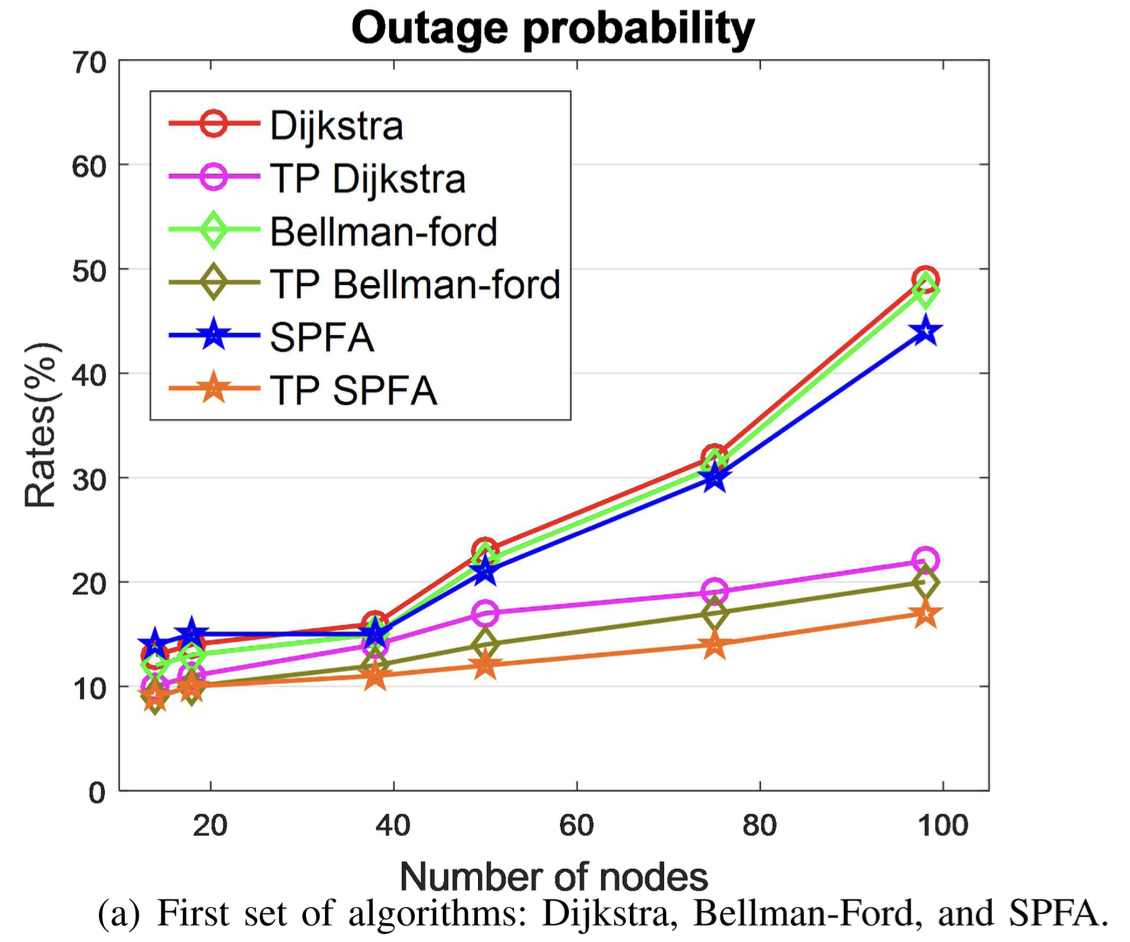 Outage probability
70
60
50
40
30
20
10
0
Rates(%)
Dijkstra
TP Dijkstra
Bellman-ford
TP Bellman-ford
SPFA
TP SPFA
20 40 60 80 100
Number of nodes
(a) First set of algorithms: Dijkstra, Bellman-Ford, and SPFA.